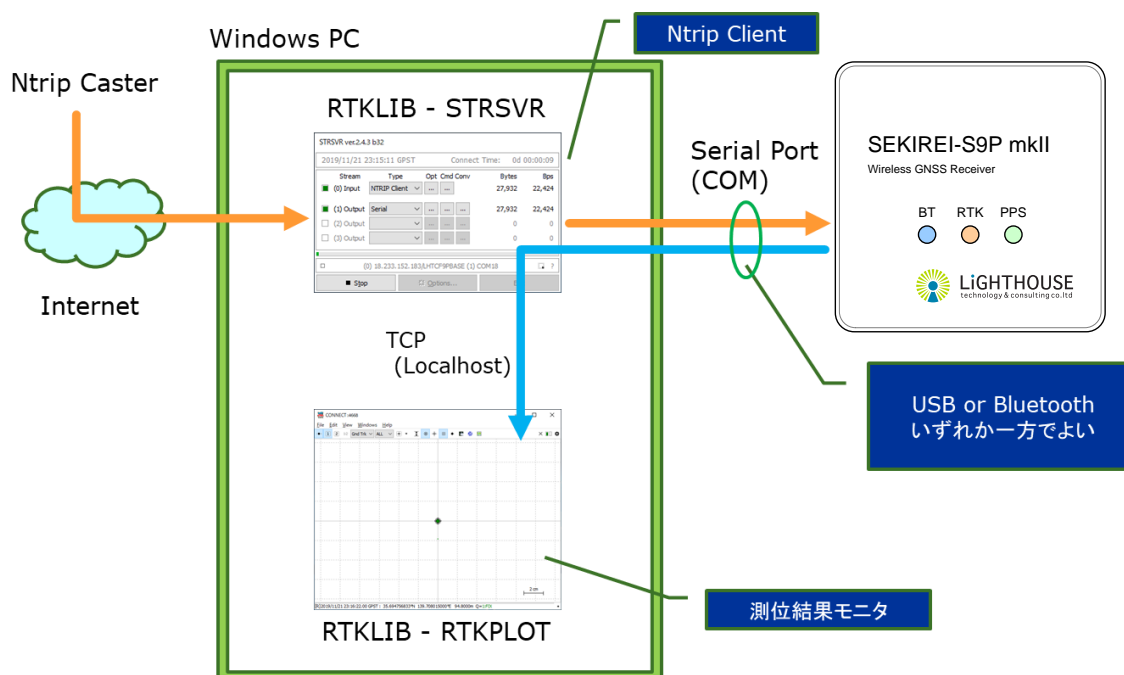 Windows PC
Ntrip Client
Ntrip Caster
Internet
RTKLIB - STRSVR
STRSVR ver.2.4.3 b32
2019/11/21 23:15:11 GPST Connect Time: 0d 00:00:09
Stream Type Opt Cmd Conv Bytes Bps
(0) Input NTRIP Client ... ... 27,932 22,424
(1) Output Serial ... ... ... 27,932 22,424
(2) Output ... ... ... 0 0
(3) Output ... ... ... 0 0
(0) 18.233.152.183/LHTCF9PBASE (1) COM18 ?
Stop Options...
Serial Port
(COM)
SEKIREI-S9P mkII
Wireless GNSS Receiver
BT RTK PPS
LiGHTHOUSE
technology & consulting co.ltd
TCP
(Localhost)
USB or Bluetooth
いずれか一方でよい
File Edit View Windows Help
Gnd Trk ALL
2 cm
測位結果モニタ
RTKLIB - RTKPLOT